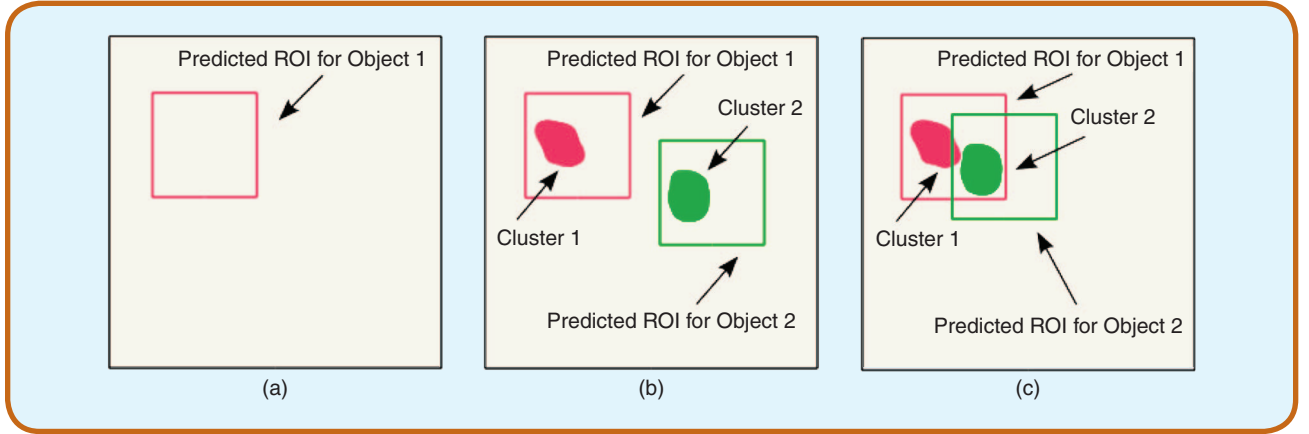 Predicted ROI for Object 1
(a)
Predicted ROI for Object 1
Cluster 2
Cluster 1
Predicted ROI for Object 2
(b)
Predicted ROI for Object 1
Cluster 2
Cluster 1
Predicted ROI for Object 2
(c)